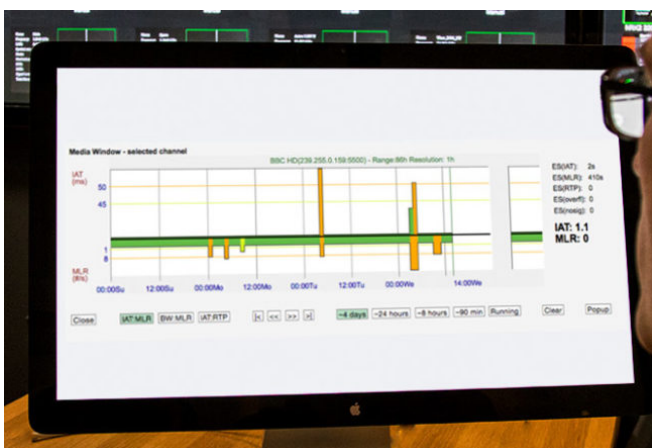 Media Window - selected channel
BBC HD(239.255.0.159:5500) - Range:96h Resolution: 1h
IAT
(ms)
50
45
1
8
MLR
(#/s)
00:00Su 12:00Su 00:00Mo 12:00Mo 00:00Tu 00:00Tu 00:00We 14:00We
ES(IAT): 2s
ES(MLR): 410s
ES(RTP): 0
ES(overfl): 0
ES(nosig): 0
IAT: 1.1
MLR: 0
Close IAT:MLR BW:MLR IAT:RTP |< << >> >| ~4 days ~24 hours ~8 hours ~90 min Running Clear Popup